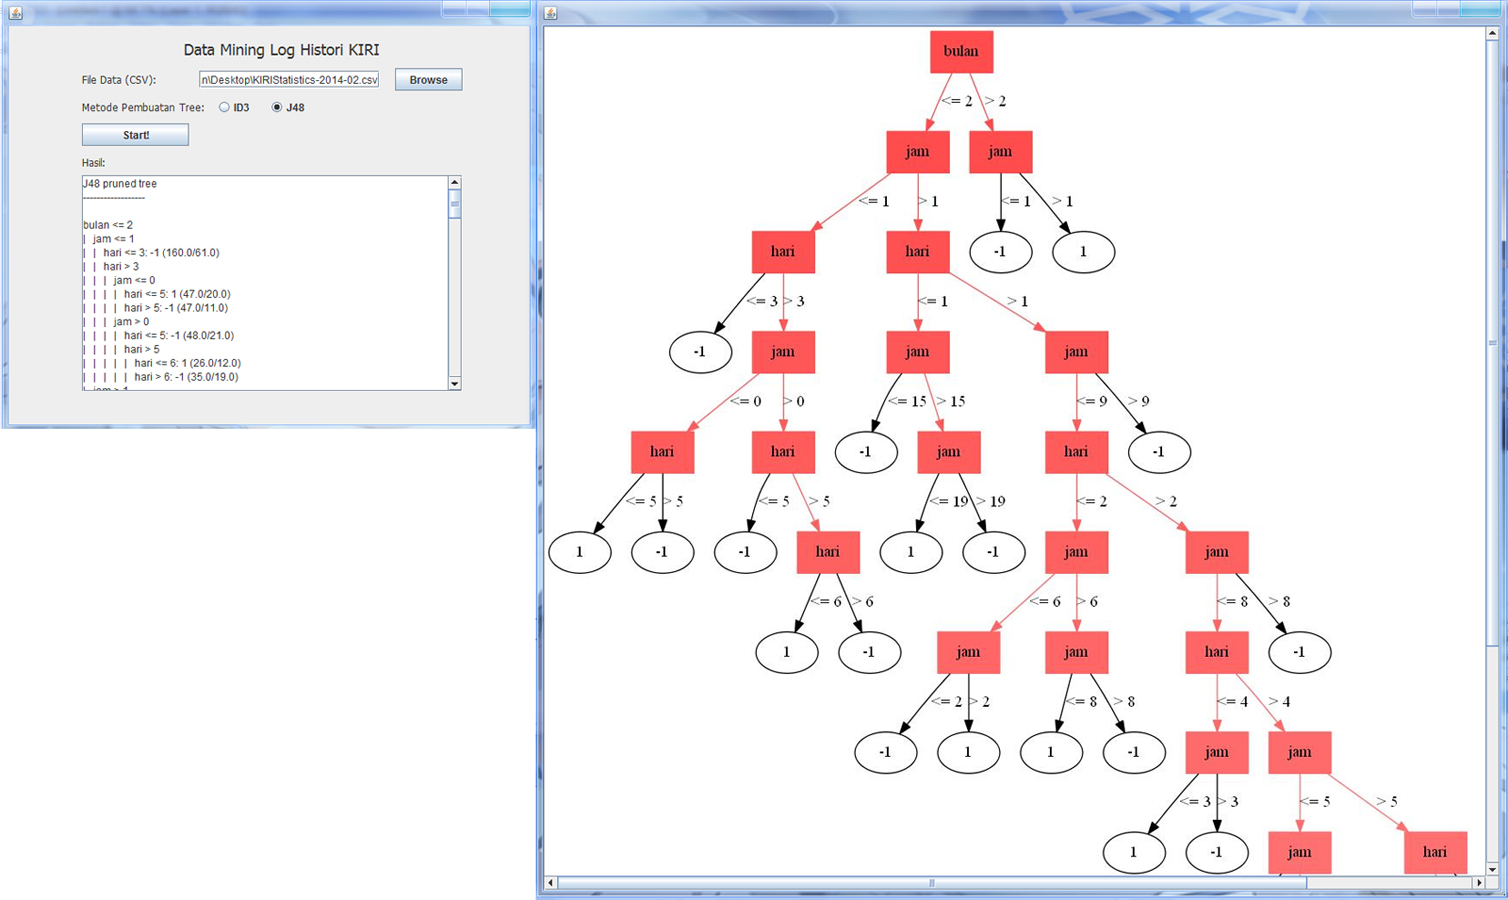 Data Mining Log Histori KIRI
File Data (CSV): n\Desktop\KIRIStatistics-2014-02.csv Browse
Metode Pembuatan Tree: ID3 J48
Start!
Hasil:
J48 pruned tree
------------------
bulan <= 2
| jam <= 1
| | hari <= 3: -1 (160.0/61.0)
| | hari > 3
| | | jam <= 0
| | | | hari <= 5: 1 (47.0/20.0)
| | | | hari > 5: -1 (47.0/11.0)
| | | jam > 0
| | | | hari <= 5: -1 (48.0/21.0)
| | | | hari > 5
| | | | | hari <= 6: 1 (26.0/12.0)
| | | | | hari > 6: -1 (35.0/19.0)
| jam > 1
bulan
<= 2 > 2
jam jam
<= 1 > 1 <= 1 > 1
hari hari -1 1
<= 3 > 3 <= 1 > 1
-1 jam jam jam
<= 0 > 0 <= 15 > 15 <= 9 > 9
hari hari -1 jam hari -1
<= 5 > 5 <= 5 > 5 <= 19 > 19 <= 2 > 2
1 -1 -1 hari 1 -1 jam jam
<= 6 > 6 <= 6 > 6 <= 8 > 8
1 -1 jam jam hari -1
<= 2 > 2 <= 8 > 8 <= 4 > 4
-1 1 1 -1 jam jam
<= 3 > 3 <= 5 > 5
1 -1 jam hari